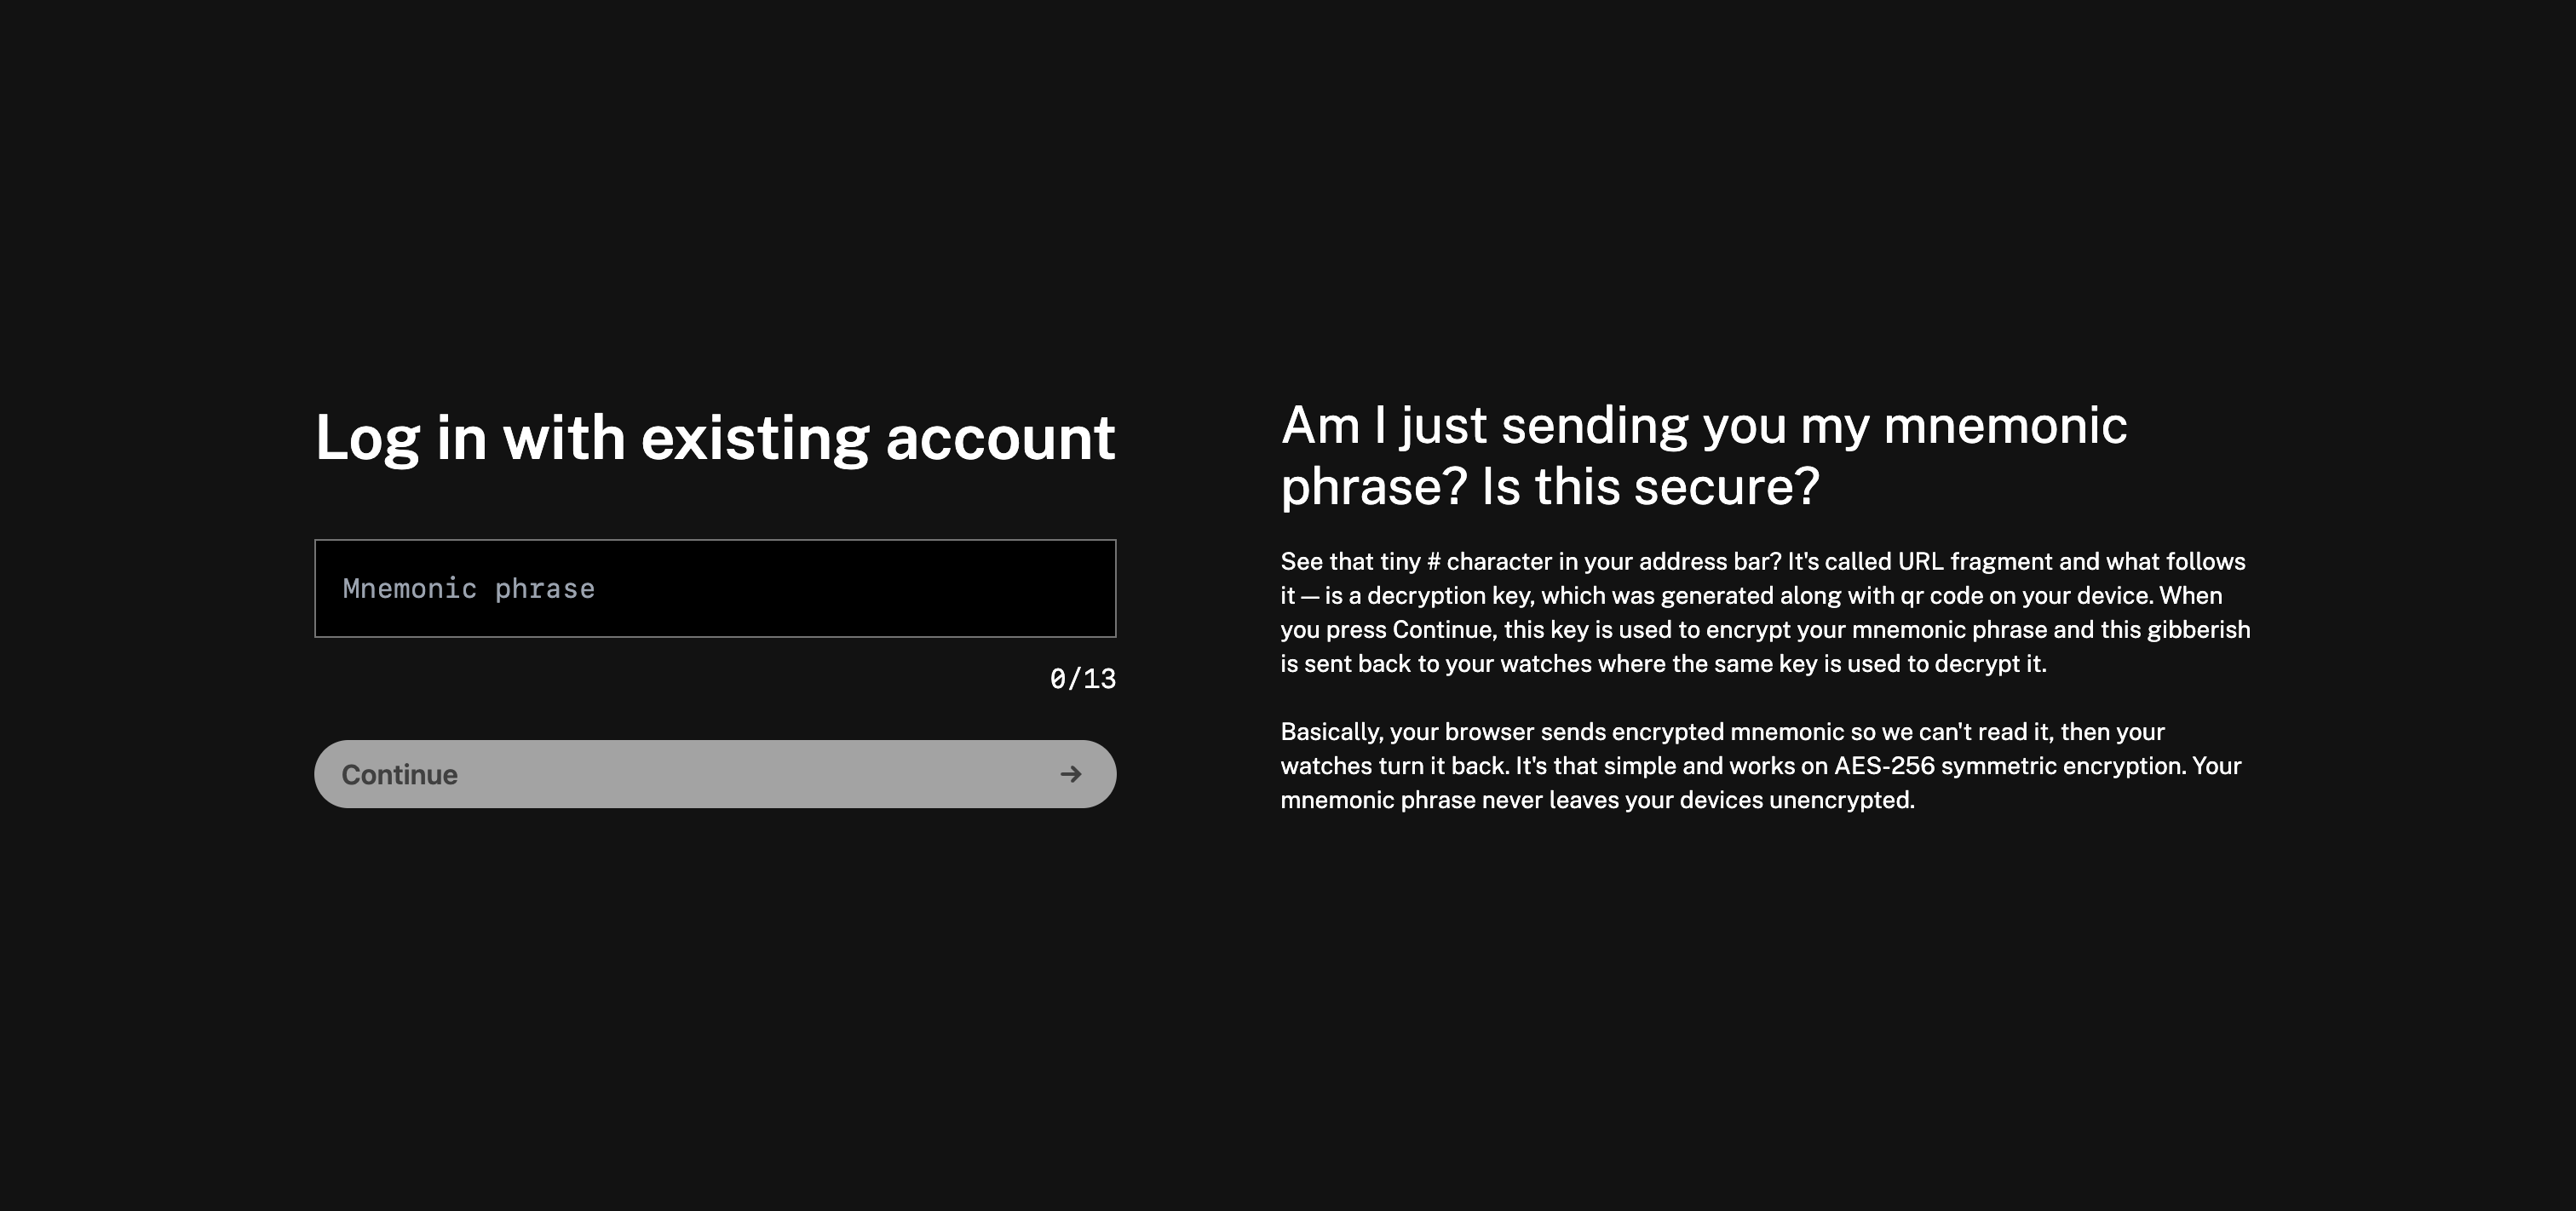 Log in with existing account
Mnemonic phrase
0/13
Continue
Am I just sending you my mnemonic
phrase? Is this secure?
See that tiny # character in your address bar? It's called URL fragment and what follows
it — is a decryption key, which was generated along with qr code on your device. When
you press Continue, this key is used to encrypt your mnemonic phrase and this gibberish
is sent back to your watches where the same key is used to decrypt it.
Basically, your browser sends encrypted mnemonic so we can't read it, then your
watches turn it back. It's that simple and works on AES-256 symmetric encryption. Your
mnemonic phrase never leaves your devices unencrypted.